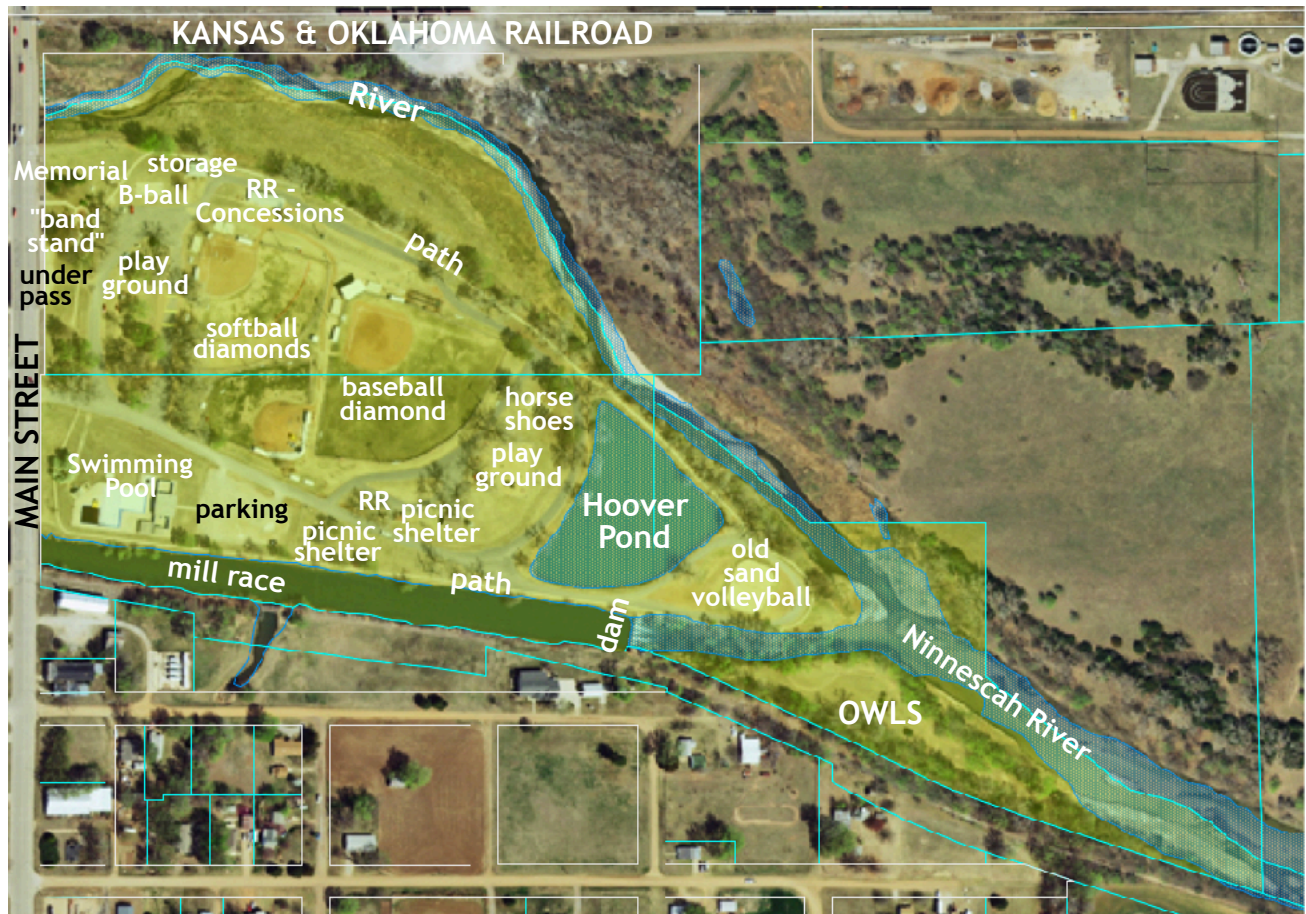 KANSAS & OKLAHOMA RAILROAD
River
Memorial
storage
B-ball
RR -
Concessions
"band
stand"
path
under
pass
play
ground
softball
diamonds
MAIN STREET
baseball
diamond
horse
shoes
play
ground
Swimming
Pool
parking
RR
picnic
shelter
picnic
shelter
Hoover
Pond
old
sand
volleyball
mill race
path
dam
Ninnescah River
OWLS